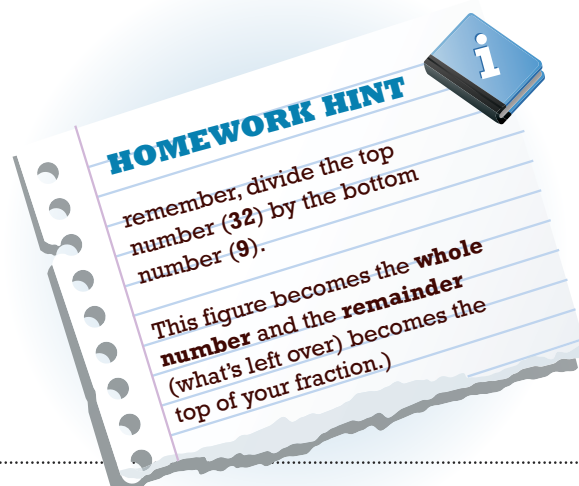 i
HOMEWORK HINT
remember, divide the top
number (32) by the bottom
number (9).
This figure becomes the whole
number and the remainder
(what's left over) becomes the
top of your fraction.)